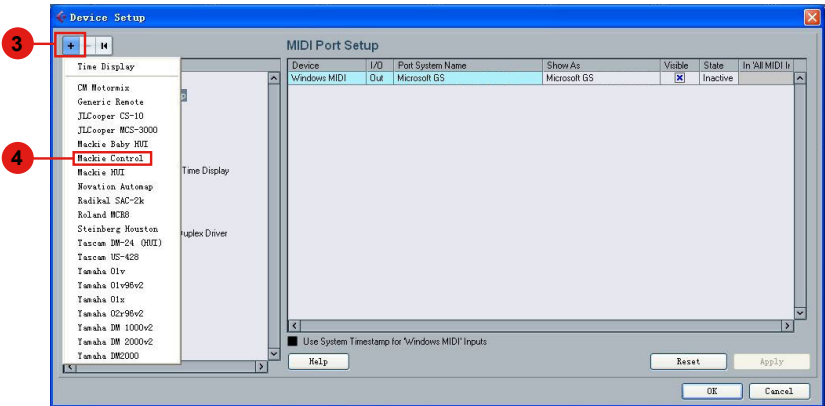 Device Setup
3
+ -
MIDI Port Setup
Device I/O Port System Name Show As Visible State In 'All MIDI Ir
Windows MIDI Out Microsoft GS Microsoft GS Inactive
Time Display
CM Motormix
Generic Remote
JLCooper CS-10
JLCooper MCS-3000
Mackie Baby HUI
4
Mackie Control
Mackie HUI
Time Display
Novation Automap
Radikal SAC-2k
Roland MCR8
Steinberg Houston
uplex Driver
Tascam DM-24 (HUI)
Tascam US-428
Yamaha 01v
Yamaha 01v96v2
Yamaha 01x
Yamaha 02r96v2
Yamaha DM 1000v2
Yamaha DM 2000v2
Yamaha DM2000
Use System Timestamp for 'Windows MIDI' Inputs
Help Reset Apply
OK Cancel